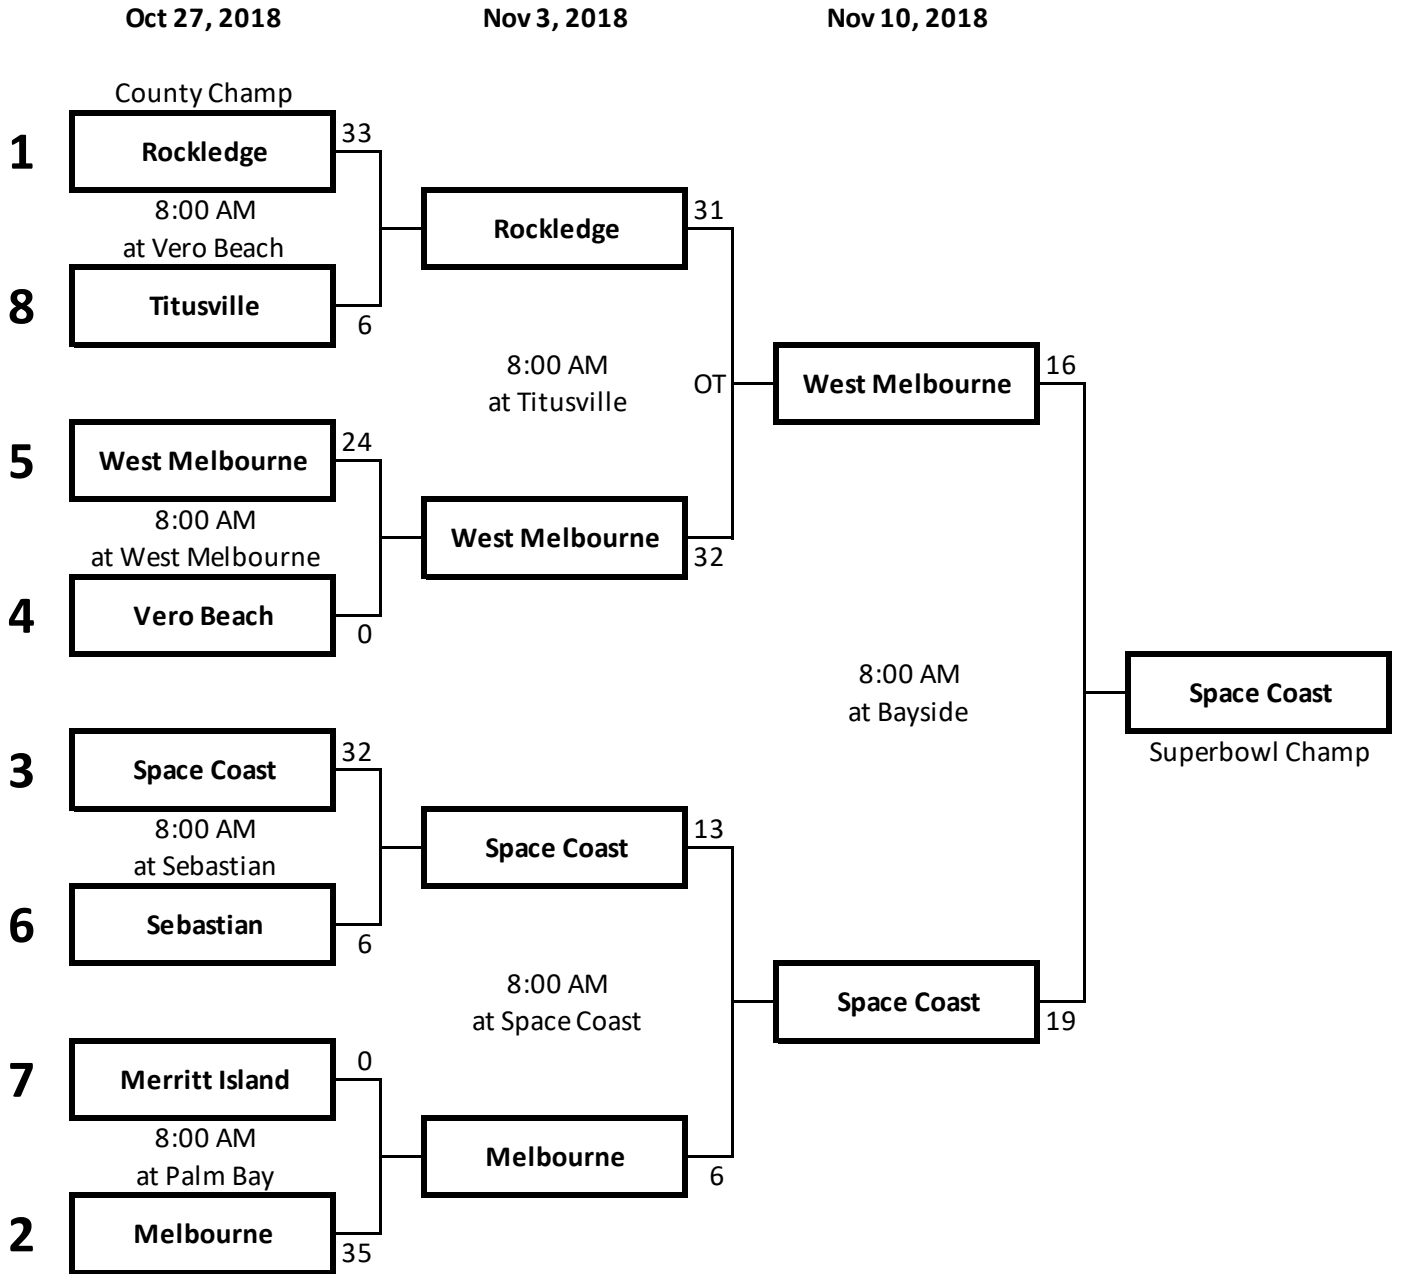 Oct 27, 2018
Nov 3, 2018
Nov 10, 2018
County Champ
1
Rockledge
33
8:00 AM
at Vero Beach
8
Titusville
6
5
West Melbourne
24
8:00 AM
at West Melbourne
4
Vero Beach
0
3
Space Coast
32
8:00 AM
at Sebastian
6
Sebastian
6
7
Merritt Island
0
8:00 AM
at Palm Bay
2
Melbourne
35
Rockledge
31
8:00 AM
at Titusville
OT
West Melbourne
32
Space Coast
13
8:00 AM
at Space Coast
Melbourne
6
West Melbourne
16
8:00 AM
at Bayside
Space Coast
19
Space Coast
Superbowl Champ